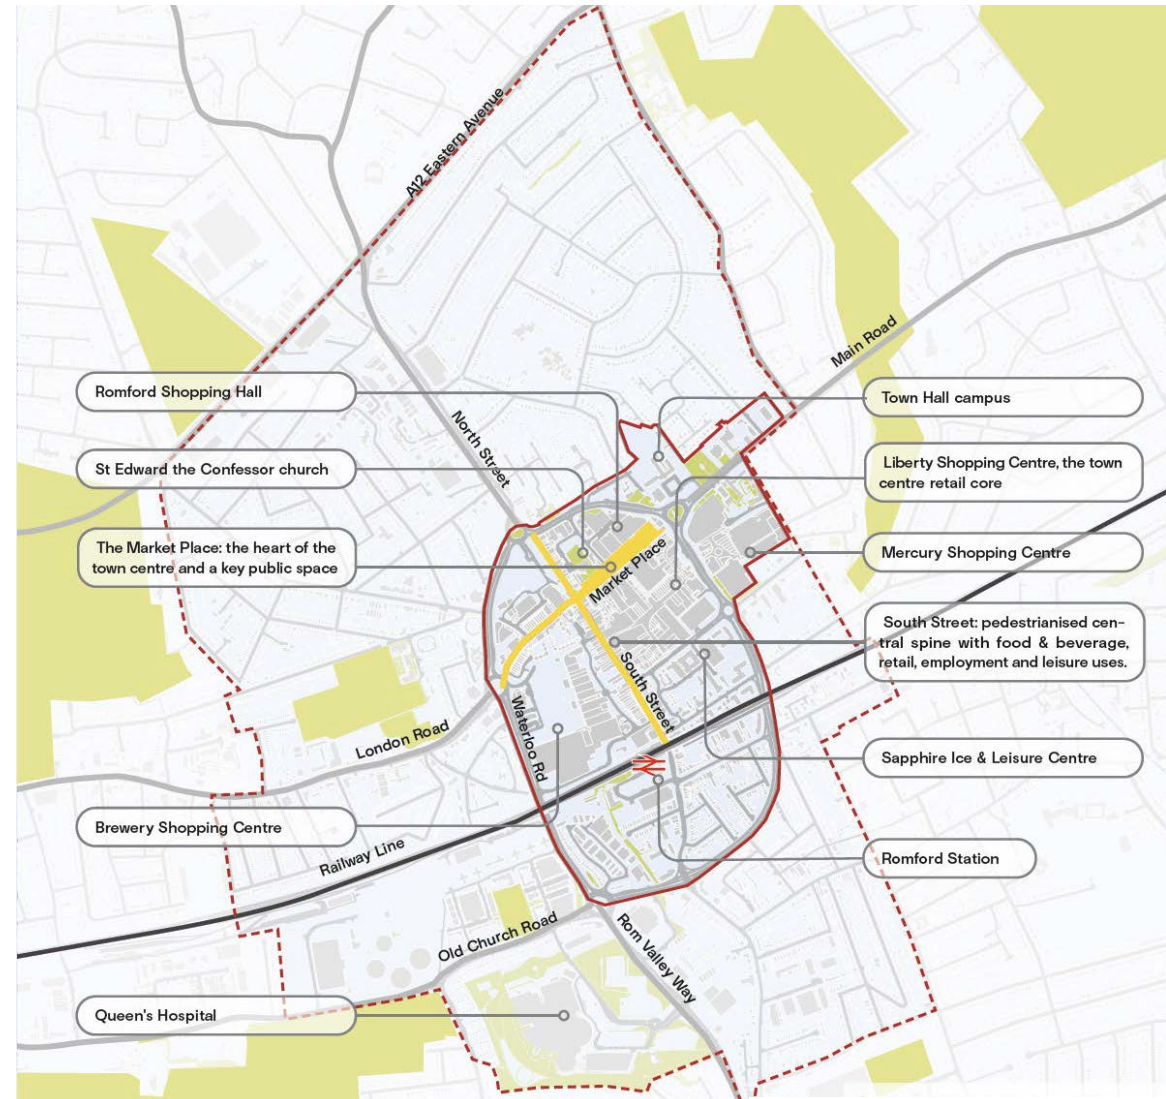 A12 Eastern Avenue
Main Road
North Street
Romford Shopping Hall
St Edward the Confessor church
The Market Place: the heart of the
town centre and a key public space
Town Hall campus
Liberty Shopping Centre, the town
centre retail core
Mercury Shopping Centre
South Street: pedestrianised cen-
tral spine with food & beverage,
retail, employment and leisure uses.
Market Place
South Street
Waterloo Rd
London Road
Sapphire Ice & Leisure Centre
Brewery Shopping Centre
Railway Line
Romford Station
Old Church Road
Rom Valley Way
Queen's Hospital